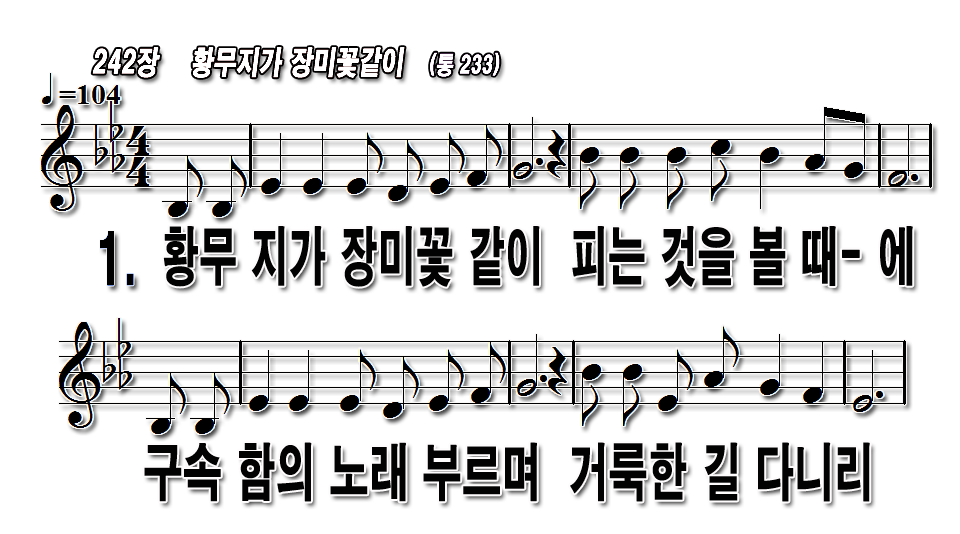 242장 황무지가 장미꽃같이 (통 233)
♩=104
4/4
1. 황무 지가 장미꽃 같이 피는 것을 볼 때- 에
구속 함의 노래 부르며 거룩한 길 다니리